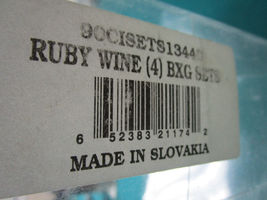 90CISETS1344
RUBY WINE (4) BXG SETS
6 52383 21174 2
MADE IN SLOVAKIA